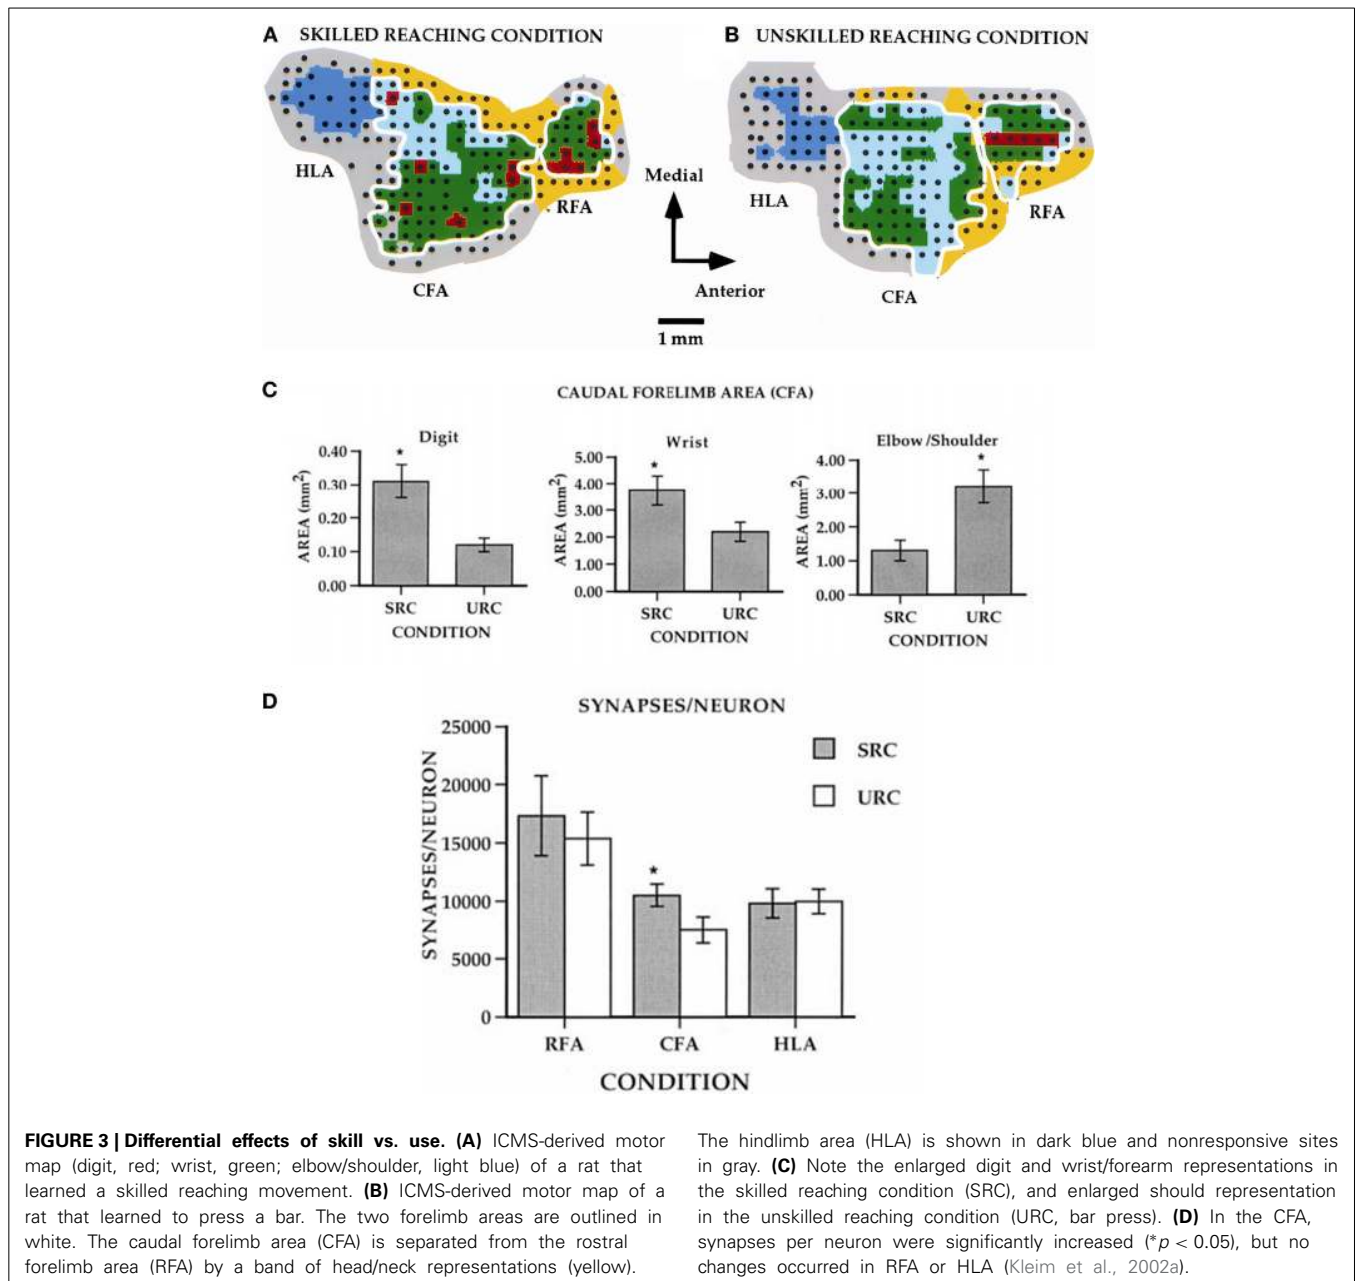 A SKILLED REACHING CONDITION
B UNSKILLED REACHING CONDITION
HLA
RFA
CFA
Medial
Anterior
1 mm
HLA
RFA
CFA
C CAUDAL FORELIMB AREA (CFA)
Digit
AREA (mm²)
0.40
0.30
0.20
0.10
0.00
SRC URC
CONDITION
Wrist
AREA (mm²)
5.00
4.00
3.00
2.00
1.00
0.00
*
SRC URC
CONDITION
Elbow/Shoulder
AREA (mm²)
4.00
3.00
2.00
1.00
0.00
*
SRC URC
CONDITION
D SYNAPSES/NEURON
SYNAPSES/NEURON
25000
20000
15000
10000
5000
0
*
SRC
URC
RFA CFA HLA
CONDITION
FIGURE 3 | Differential effects of skill vs. use. (A) ICMS-derived motor
map (digit, red; wrist, green; elbow/shoulder, light blue) of a rat that
learned a skilled reaching movement. (B) ICMS-derived motor map of a
rat that learned to press a bar. The two forelimb areas are outlined in
white. The caudal forelimb area (CFA) is separated from the rostral
forelimb area (RFA) by a band of head/neck representations (yellow).
The hindlimb area (HLA) is shown in dark blue and nonresponsive sites
in gray. (C) Note the enlarged digit and wrist/forearm representations in
the skilled reaching condition (SRC), and enlarged should representation
in the unskilled reaching condition (URC, bar press). (D) In the CFA,
synapses per neuron were significantly increased (*p < 0.05), but no
changes occurred in RFA or HLA (Kleim et al., 2002a).